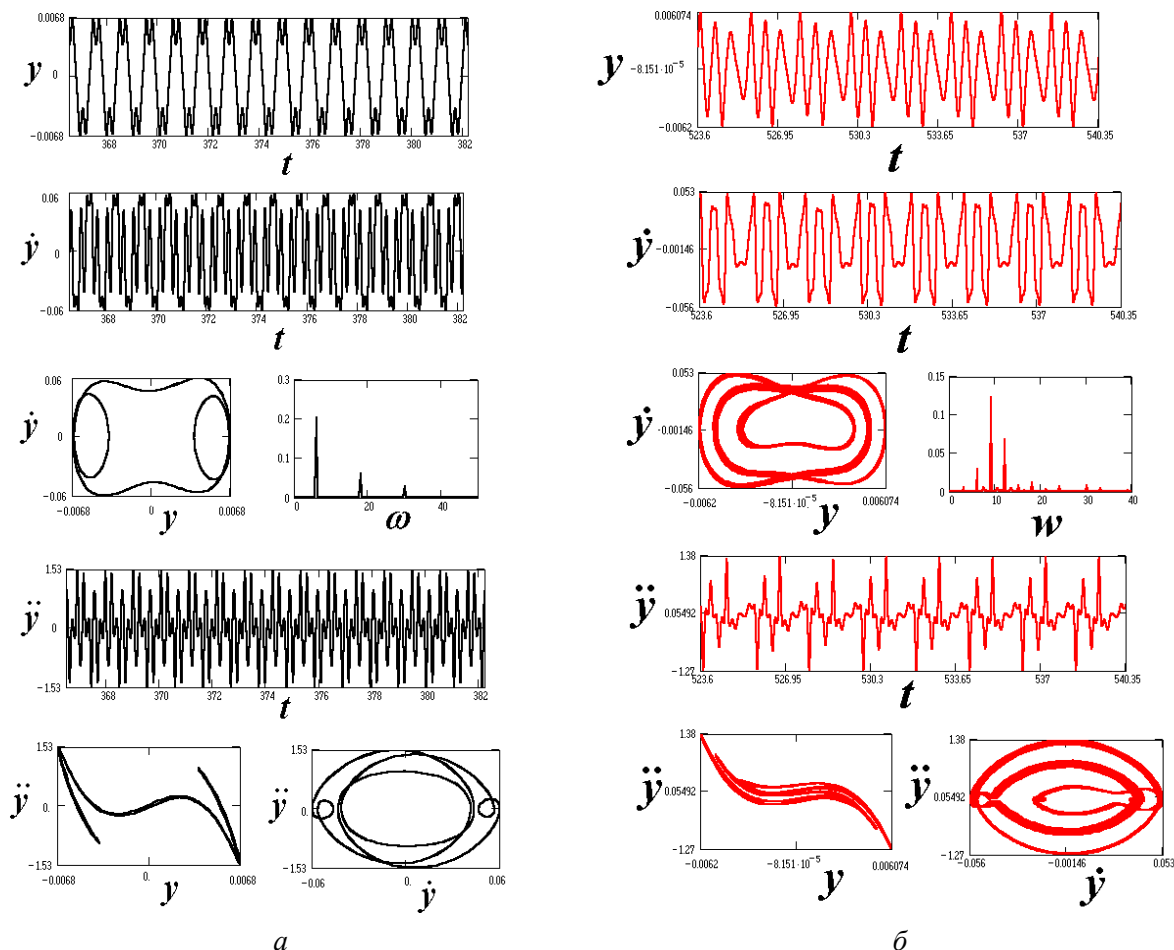 0.0068
y
0
−0.0068
368 370 372 374 376 378 380 382
t
0.06
ẏ
0
−0.06
368 370 372 374 376 378 380 382
t
0.06
ẏ
0
−0.06
−0.0068 0 0.0068
y
0.3
0.2
0.1
0
0 20 40
ω
1.53
ÿ
0
−1.53
368 370 372 374 376 378 380 382
t
1.53
ÿ
0.
−1.53
−0.0068 0. 0.0068
y
1.53
ÿ
0.
−1.53
−0.06 0. 0.06
ẏ
а
0.006074
y
−8.151·10⁻⁵
−0.0062
523.6 526.95 530.3 533.65 537 540.35
t
0.053
ẏ
−0.00146
−0.056
523.6 526.95 530.3 533.65 537 540.35
t
0.053
ẏ
−0.00146
−0.056
−0.0062 −8.151·10⁻⁵ 0.006074
y
0.15
0.1
0.05
0
0 10 20 30 40
w
1.38
ÿ
0.05492
−1.27
523.6 526.95 530.3 533.65 537 540.35
t
1.38
ÿ
0.05492
−1.27
−0.0062 −8.151·10⁻⁵ 0.006074
y
1.38
ÿ
0.05492
−1.27
−0.056 −0.00146 0.053
ẏ
б